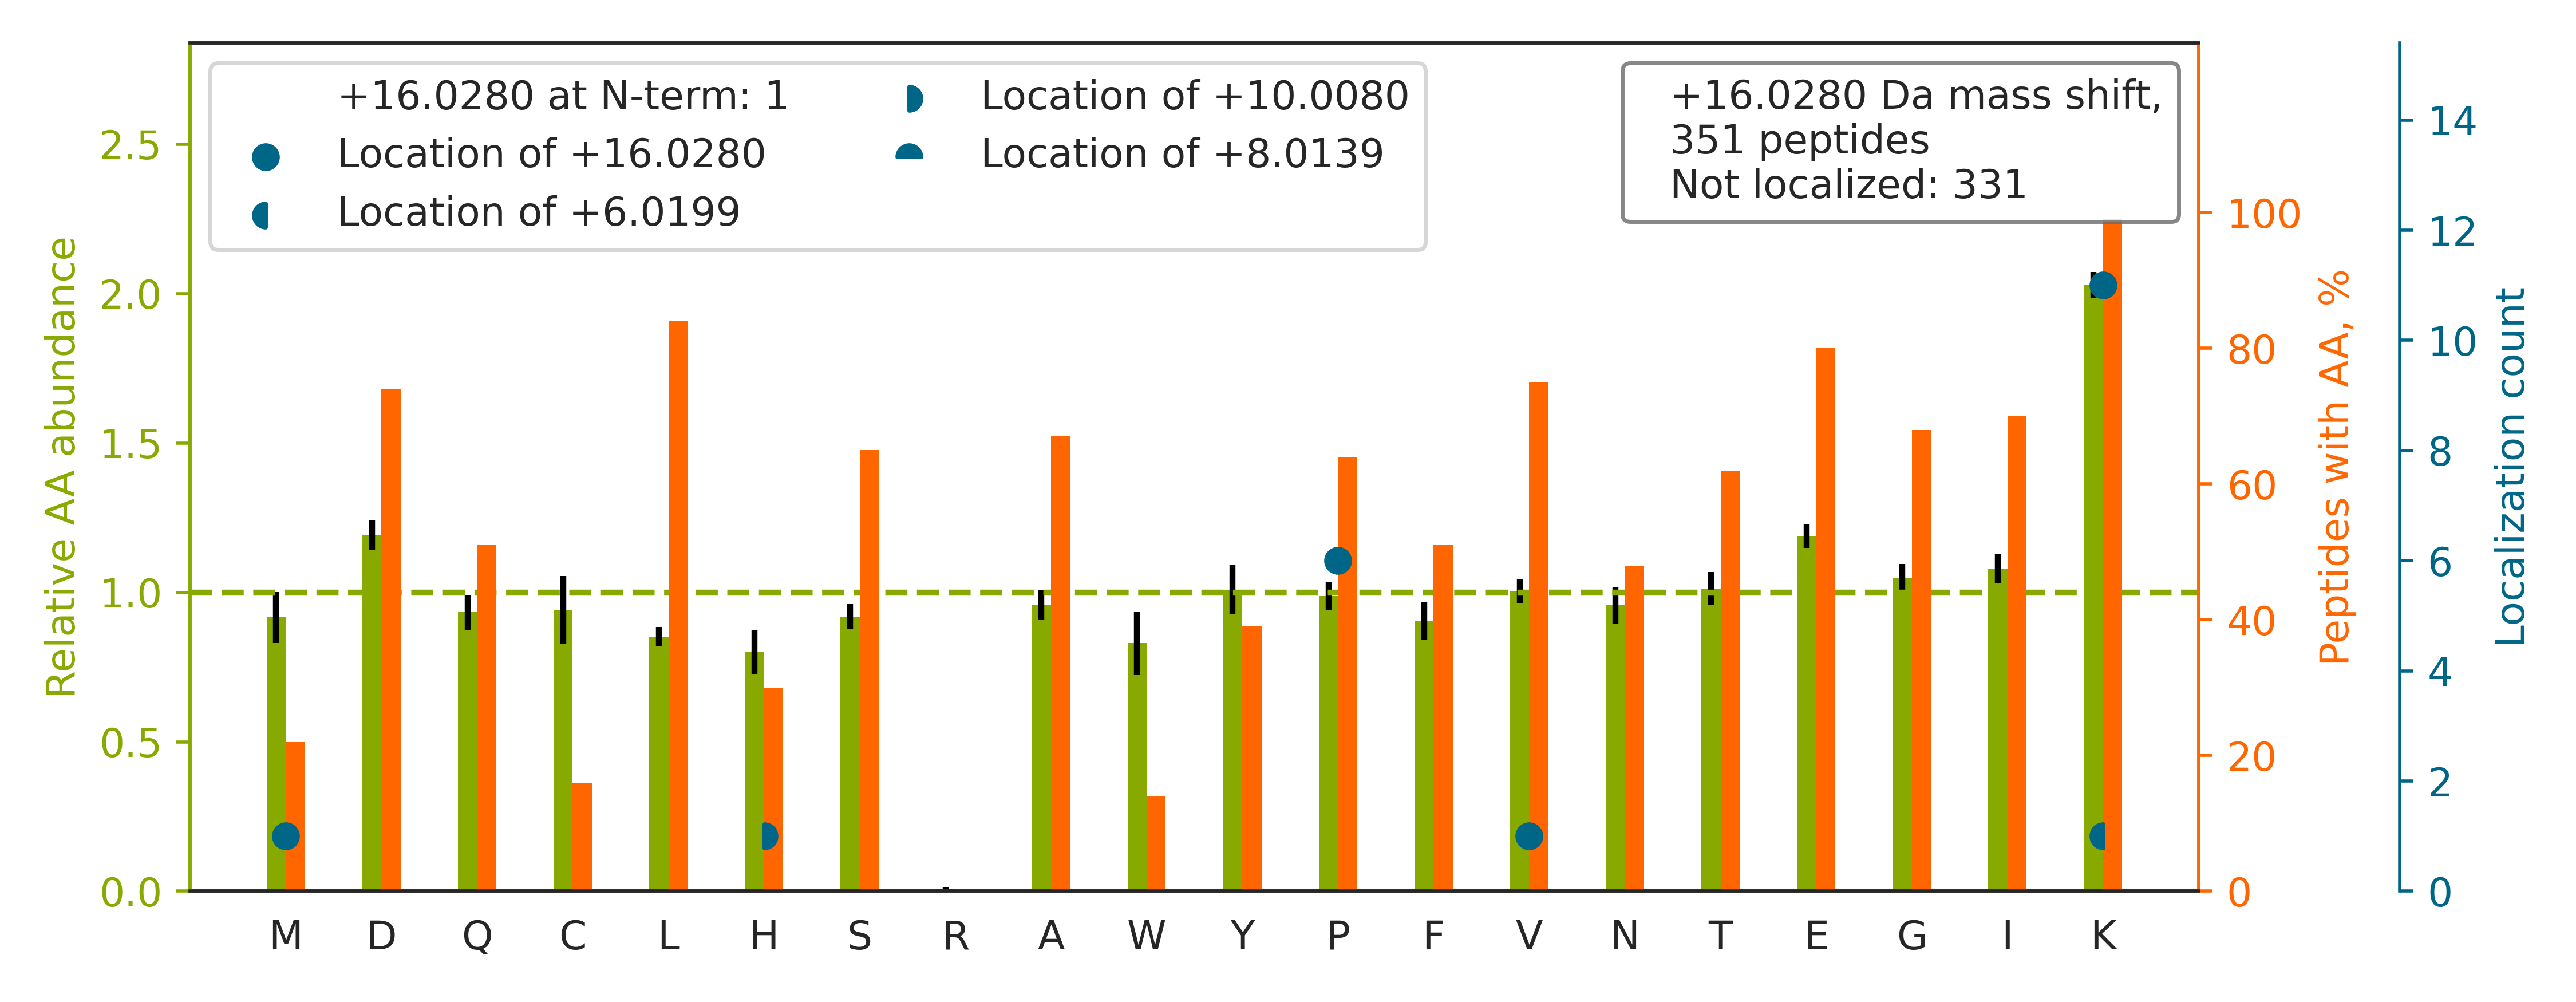 +16.0280 at N-term: 1
Location of +16.0280
Location of +6.0199
Location of +10.0080
Location of +8.0139
+16.0280 Da mass shift,
351 peptides
Not localized: 331
Relative AA abundance
2.5
2.0
1.5
1.0
0.5
0.0
M D Q C L H S R A W Y P F V N T E G I K
100
80
60
40
20
0
Peptides with AA, %
14
12
10
8
6
4
2
0
Localization count